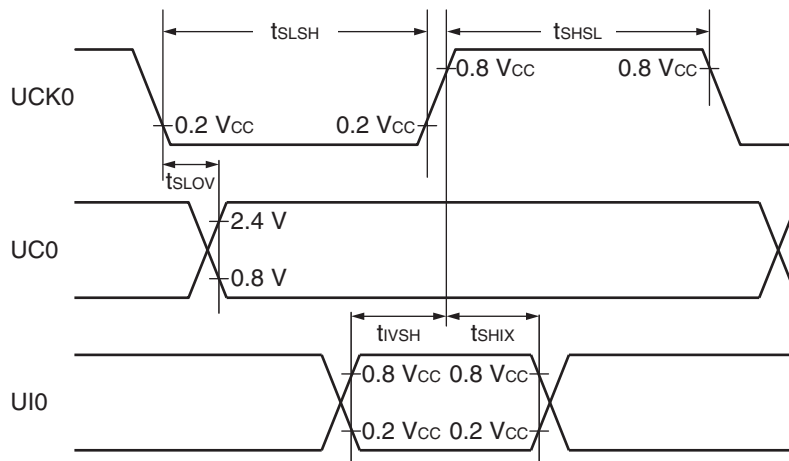 tSLSH tSHSL
0.8 VCC 0.8 VCC
UCK0
0.2 VCC 0.2 VCC
tSLOV
2.4 V
UC0
0.8 V
tIVSH tSHIX
0.8 VCC 0.8 VCC
UI0
0.2 VCC 0.2 VCC